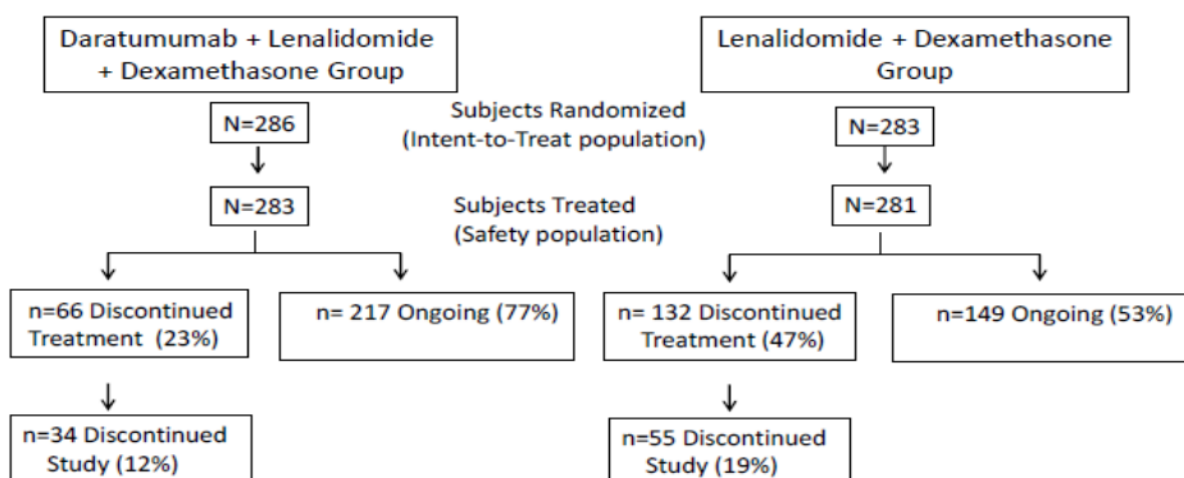 Daratumumab + Lenalidomide
+ Dexamethasone Group
Lenalidomide + Dexamethasone
Group
N=286
Subjects Randomized
(Intent-to-Treat population)
N=283
N=283
Subjects Treated
(Safety population)
N=281
n=66 Discontinued
Treatment (23%)
n= 217 Ongoing (77%)
n= 132 Discontinued
Treatment (47%)
n=149 Ongoing (53%)
n=34 Discontinued
Study (12%)
n=55 Discontinued
Study (19%)